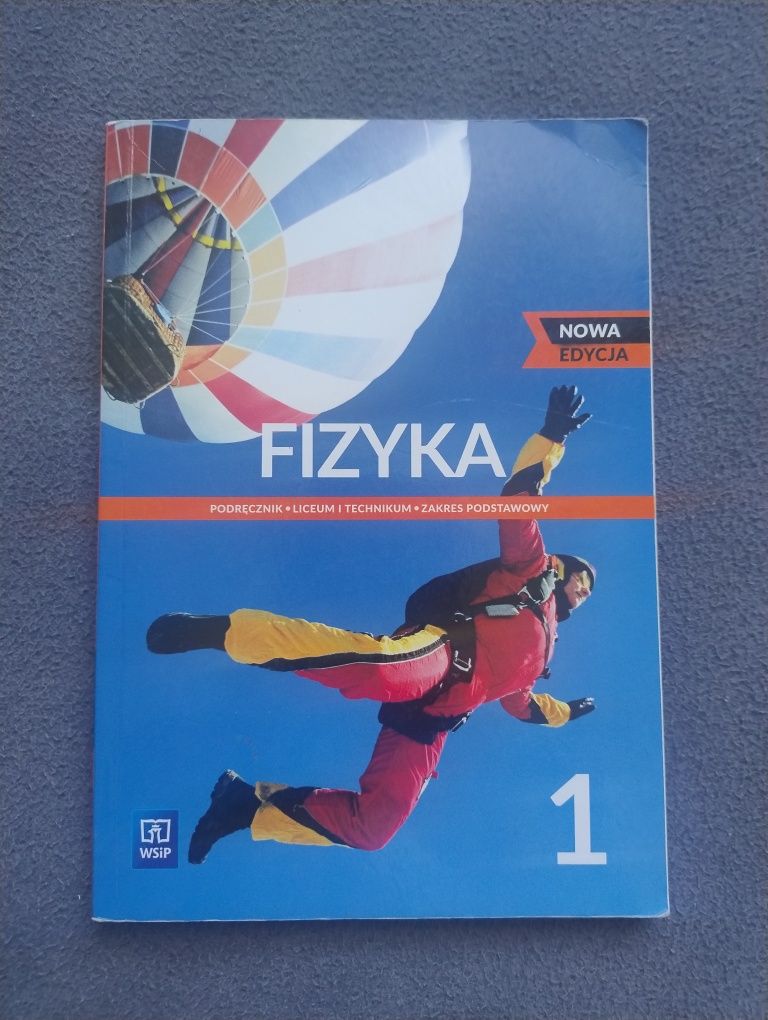 NOWA
EDYCJA
FIZYKA
PODRĘCZNIK • LICEUM I TECHNIKUM • ZAKRES PODSTAWOWY
1
WSiP